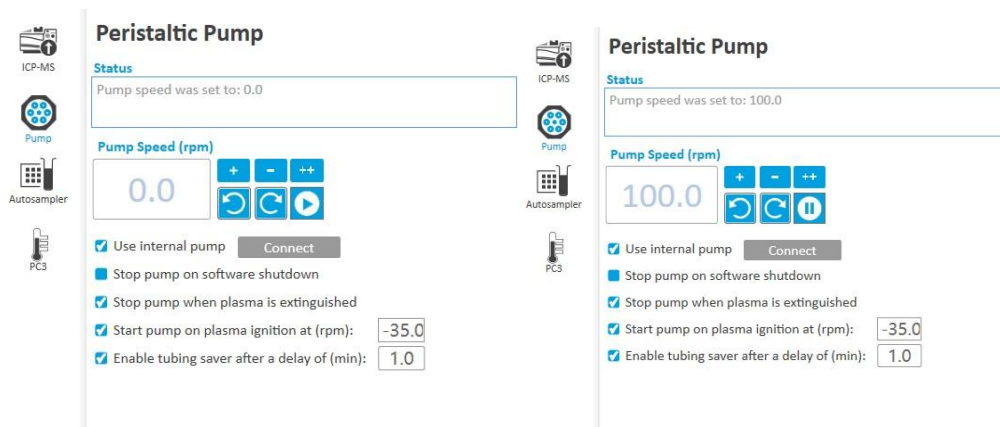 ICP-MS
Pump
Autosampler
PC3
Peristaltic Pump
Status
Pump speed was set to: 0.0
Pump Speed (rpm)
0.0
+ - ++
Use internal pump Connect
Stop pump on software shutdown
Stop pump when plasma is extinguished
Start pump on plasma ignition at (rpm): -35.0
Enable tubing saver after a delay of (min): 1.0
ICP-MS
Pump
Autosampler
PC3
Peristaltic Pump
Status
Pump speed was set to: 100.0
Pump Speed (rpm)
100.0
+ - ++
Use internal pump Connect
Stop pump on software shutdown
Stop pump when plasma is extinguished
Start pump on plasma ignition at (rpm): -35.0
Enable tubing saver after a delay of (min): 1.0